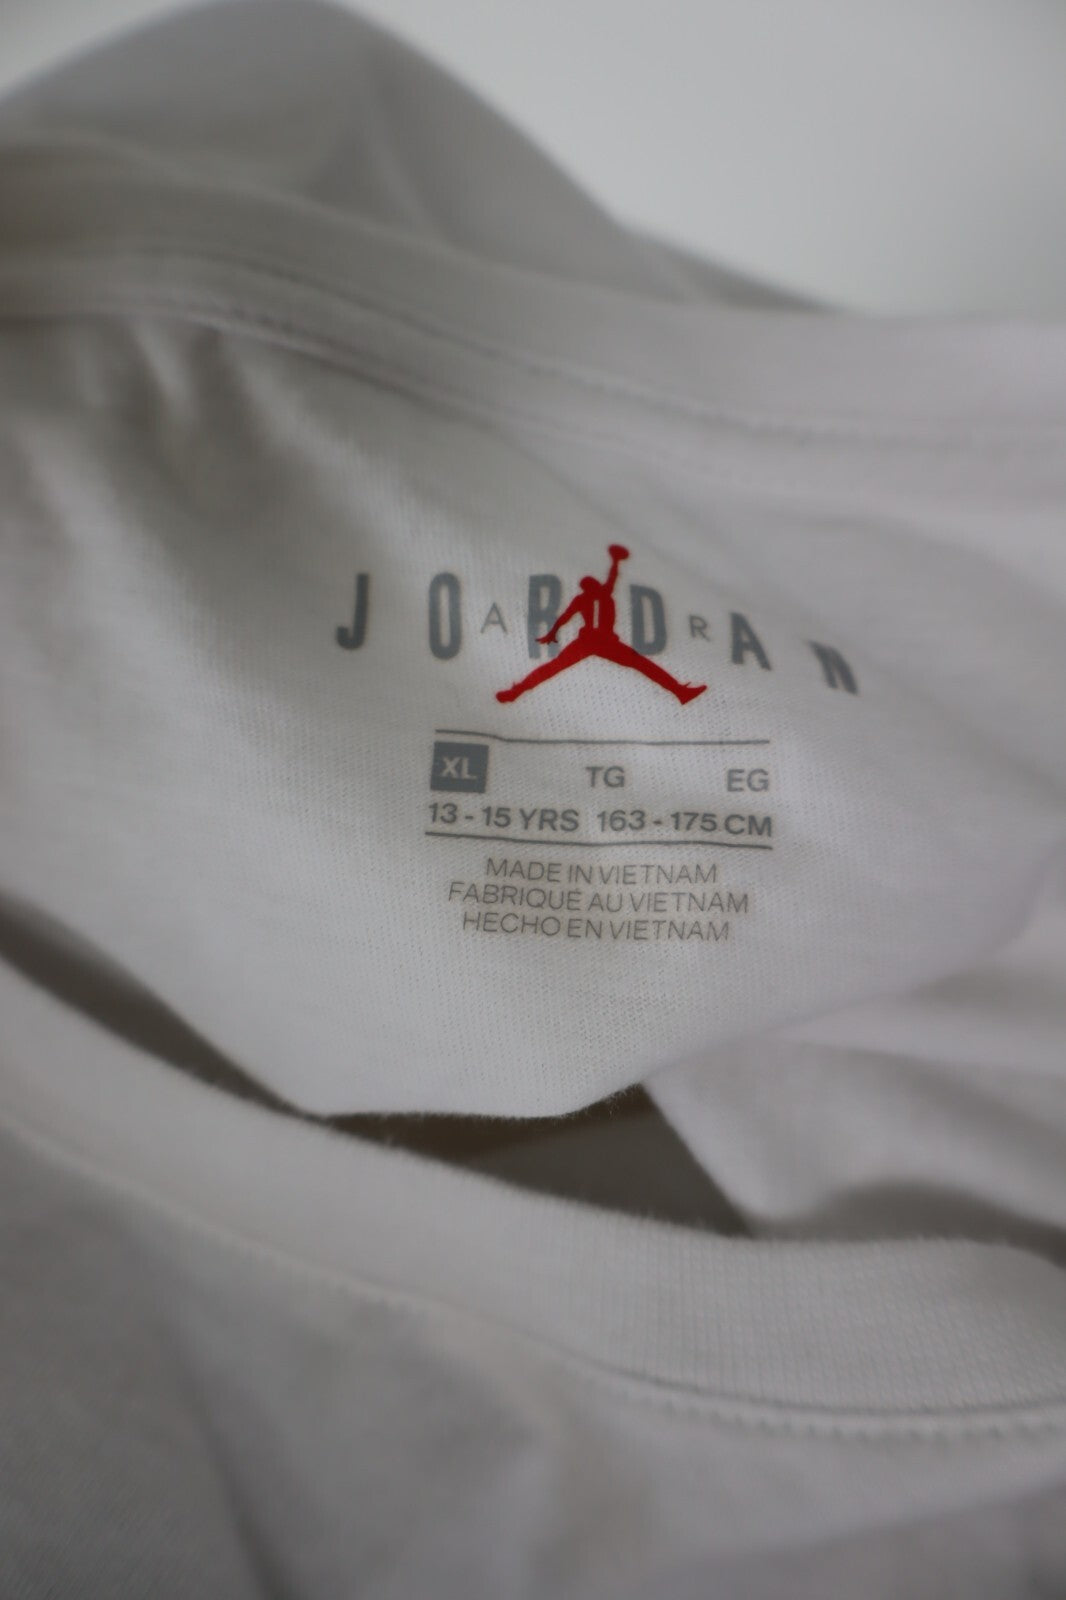 JORDAN
AR
XL TG EG
13 - 15 YRS 163 - 175 CM
MADE IN VIETNAM
FABRIQUÉ AU VIETNAM
HECHO EN VIETNAM